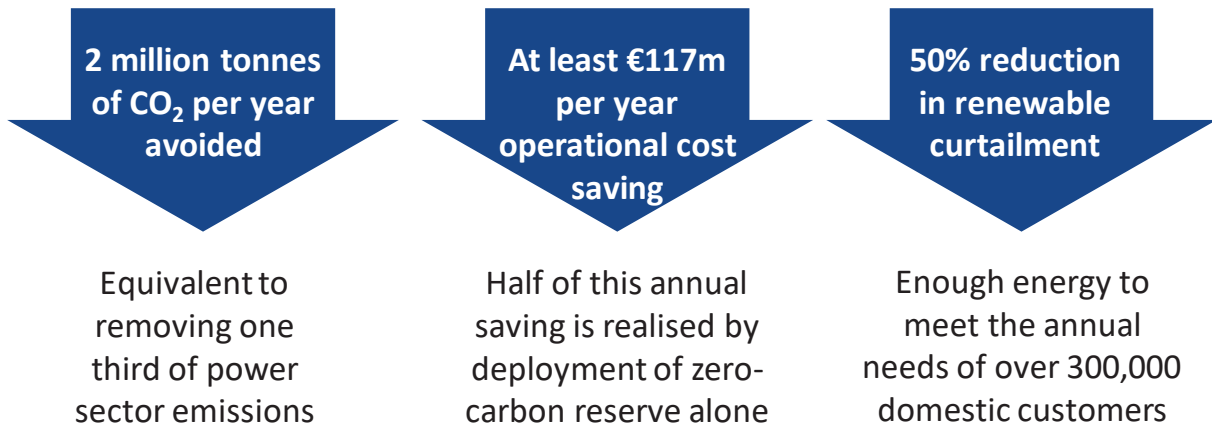 2 million tonnes
of CO₂ per year
avoided
Equivalent to
removing one
third of power
sector emissions
At least €117m
per year
operational cost
saving
Half of this annual
saving is realised by
deployment of zero-
carbon reserve alone
50% reduction
in renewable
curtailment
Enough energy to
meet the annual
needs of over 300,000
domestic customers